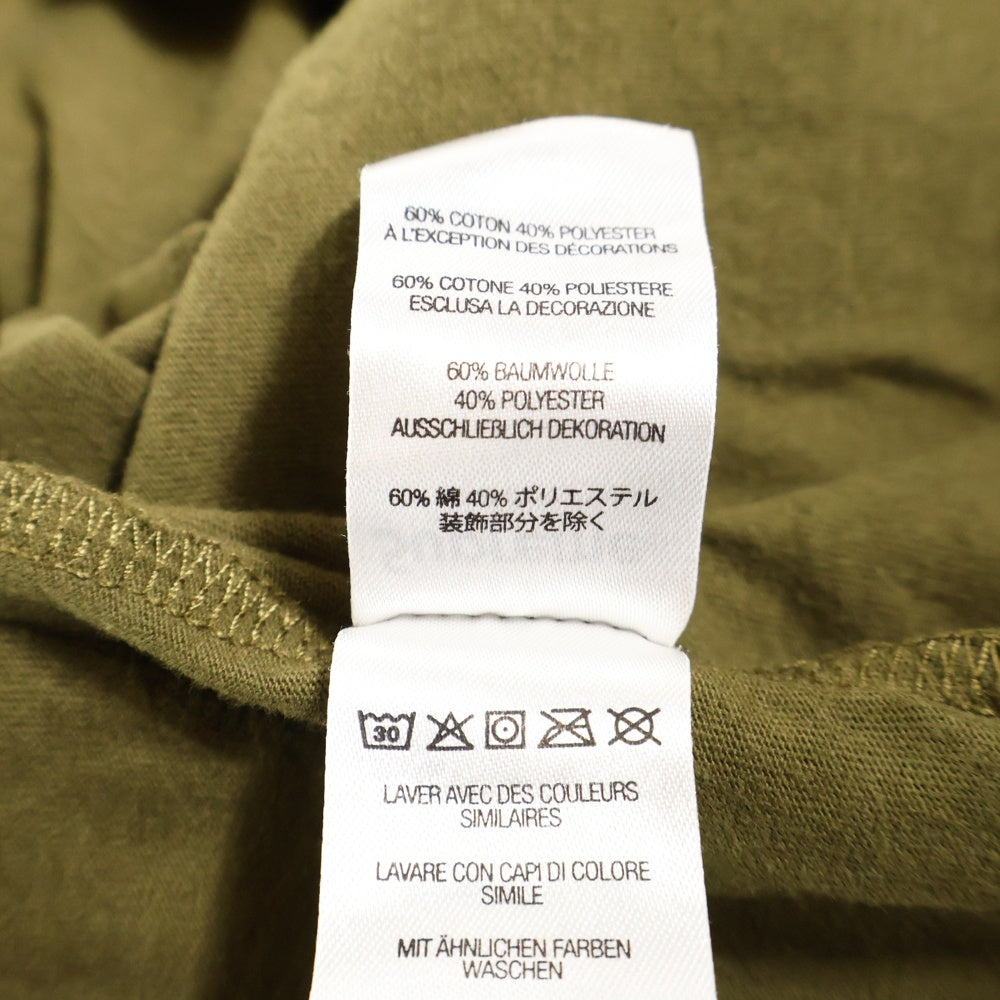 60% COTON 40% POLYESTER
À L'EXCEPTION DES DÉCORATIONS
60% COTONE 40% POLIESTERE
ESCLUSA LA DECORAZIONE
60% BAUMWOLLE
40% POLYESTER
AUSSCHLIEßLICH DEKORATION
60% 綿 40% ポリエステル
装飾部分を除く
30
LAVER AVEC DES COULEURS
SIMILAIRES
LAVARE CON CAPI DI COLORE
SIMILE
MIT ÄHNLICHEN FARBEN
WASCHEN